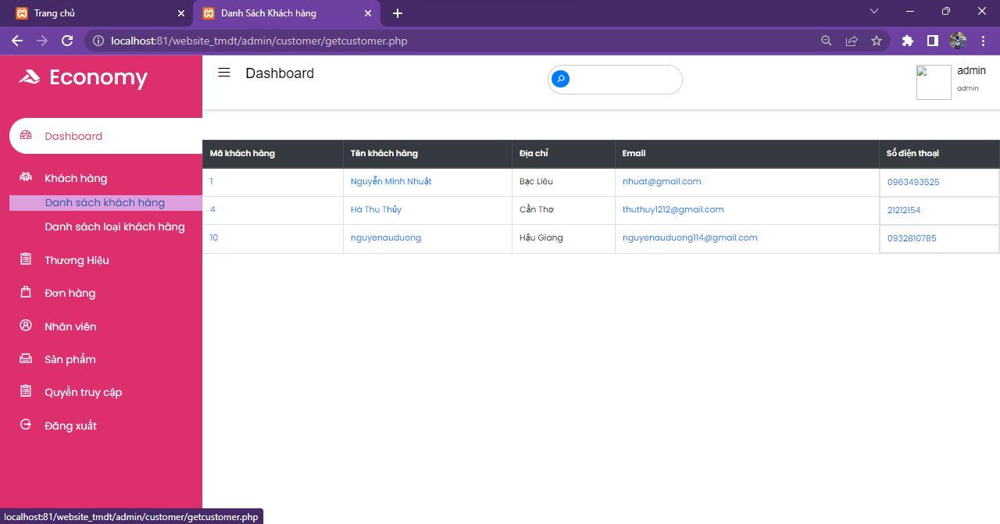 Trang chủ
Danh Sách Khách hàng
localhost:81/website_tmdt/admin/customer/getcustomer.php
Economy
Dashboard
admin
admin
Dashboard
Khách hàng
Danh sách khách hàng
Danh sách loại khách hàng
Thương Hiệu
Đơn hàng
Nhân viên
Sản phẩm
Quyền truy cập
Đăng xuất
Mã khách hàng Tên khách hàng Địa chỉ Email Số điện thoại
1 Nguyễn Minh Nhuật Bạc Liêu nhuat@gmail.com 0963493525
4 Hà Thu Thủy Cần Thơ thuthuy1212@gmail.com 21212154
10 nguyenauduong Hậu Giang nguyenauduong114@gmail.com 0932810785
localhost:81/website_tmdt/admin/customer/getcustomer.php